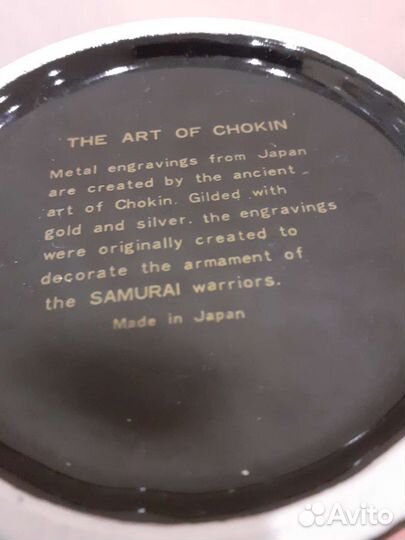 THE ART OF CHOKIN
Metal engravings from Japan
are created by the ancient
art of Chokin. Gilded with
gold and silver. the engravings
were originally created to
decorate the armament of
the SAMURAI warriors.
Made in Japan
Avito